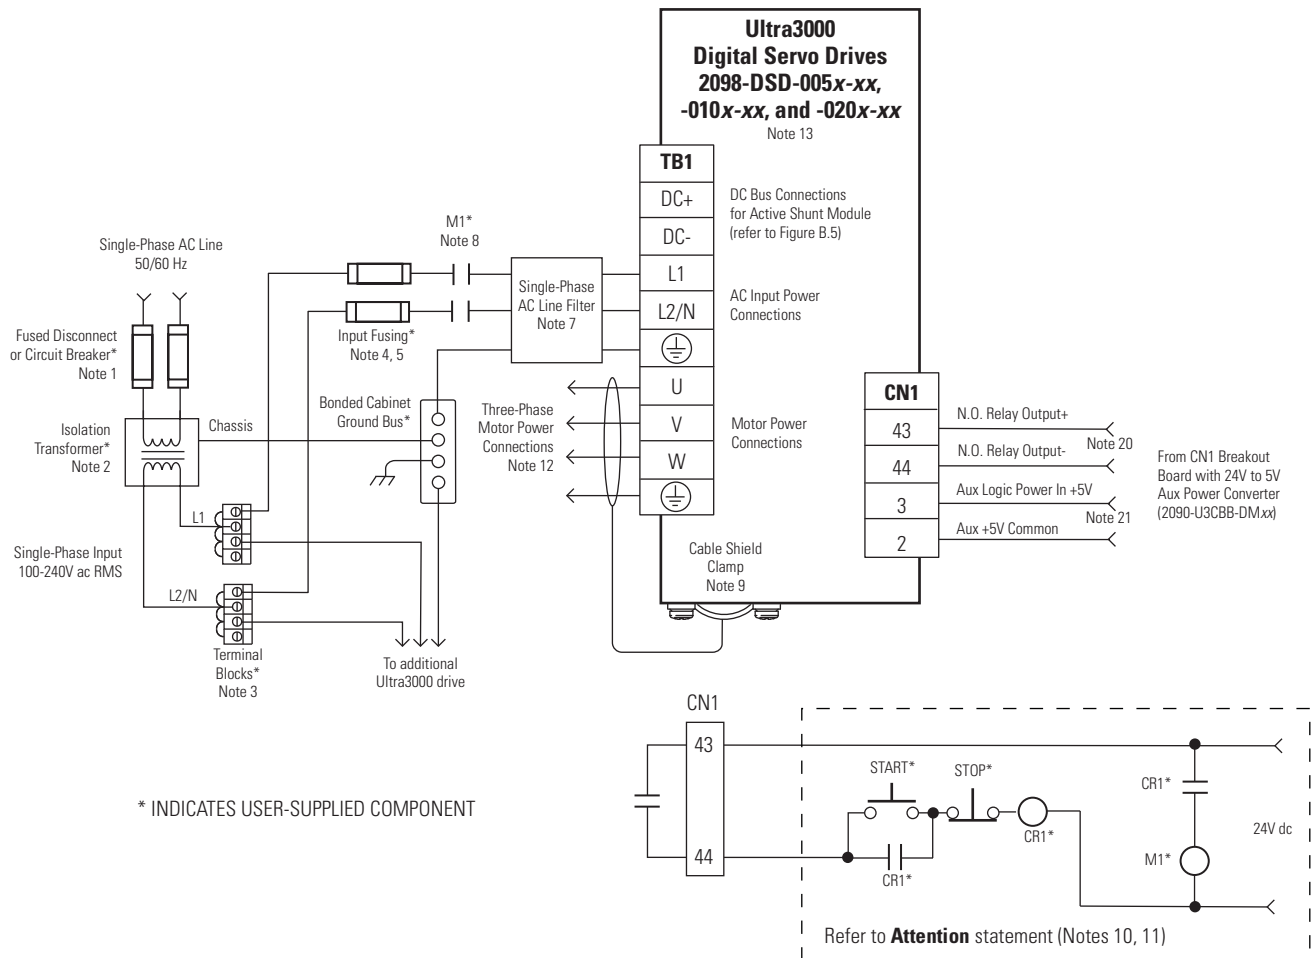 Ultra3000
Digital Servo Drives
2098-DSD-005x-xx,
-010x-xx, and -020x-xx
Note 13
TB1
DC+
DC-
L1
L2/N
U
V
W
DC Bus Connections
for Active Shunt Module
(refer to Figure B.5)
AC Input Power
Connections
Motor Power
Connections
M1*
Note 8
Single-Phase AC Line
50/60 Hz
Fused Disconnect
or Circuit Breaker*
Note 1
Input Fusing*
Note 4, 5
Single-Phase
AC Line Filter
Note 7
Isolation
Transformer*
Note 2
Chassis
Bonded Cabinet
Ground Bus*
Three-Phase
Motor Power
Connections
Note 12
L1
Single-Phase Input
100-240V ac RMS
L2/N
Terminal
Blocks*
Note 3
To additional
Ultra3000 drive
Cable Shield
Clamp
Note 9
CN1
43
44
3
2
N.O. Relay Output+
Note 20
N.O. Relay Output-
Aux Logic Power In +5V
Note 21
Aux +5V Common
From CN1 Breakout
Board with 24V to 5V
Aux Power Converter
(2090-U3CBB-DMxx)
* INDICATES USER-SUPPLIED COMPONENT
CN1
43
44
START*
STOP*
CR1*
CR1*
CR1*
M1*
24V dc
Refer to Attention statement (Notes 10, 11)